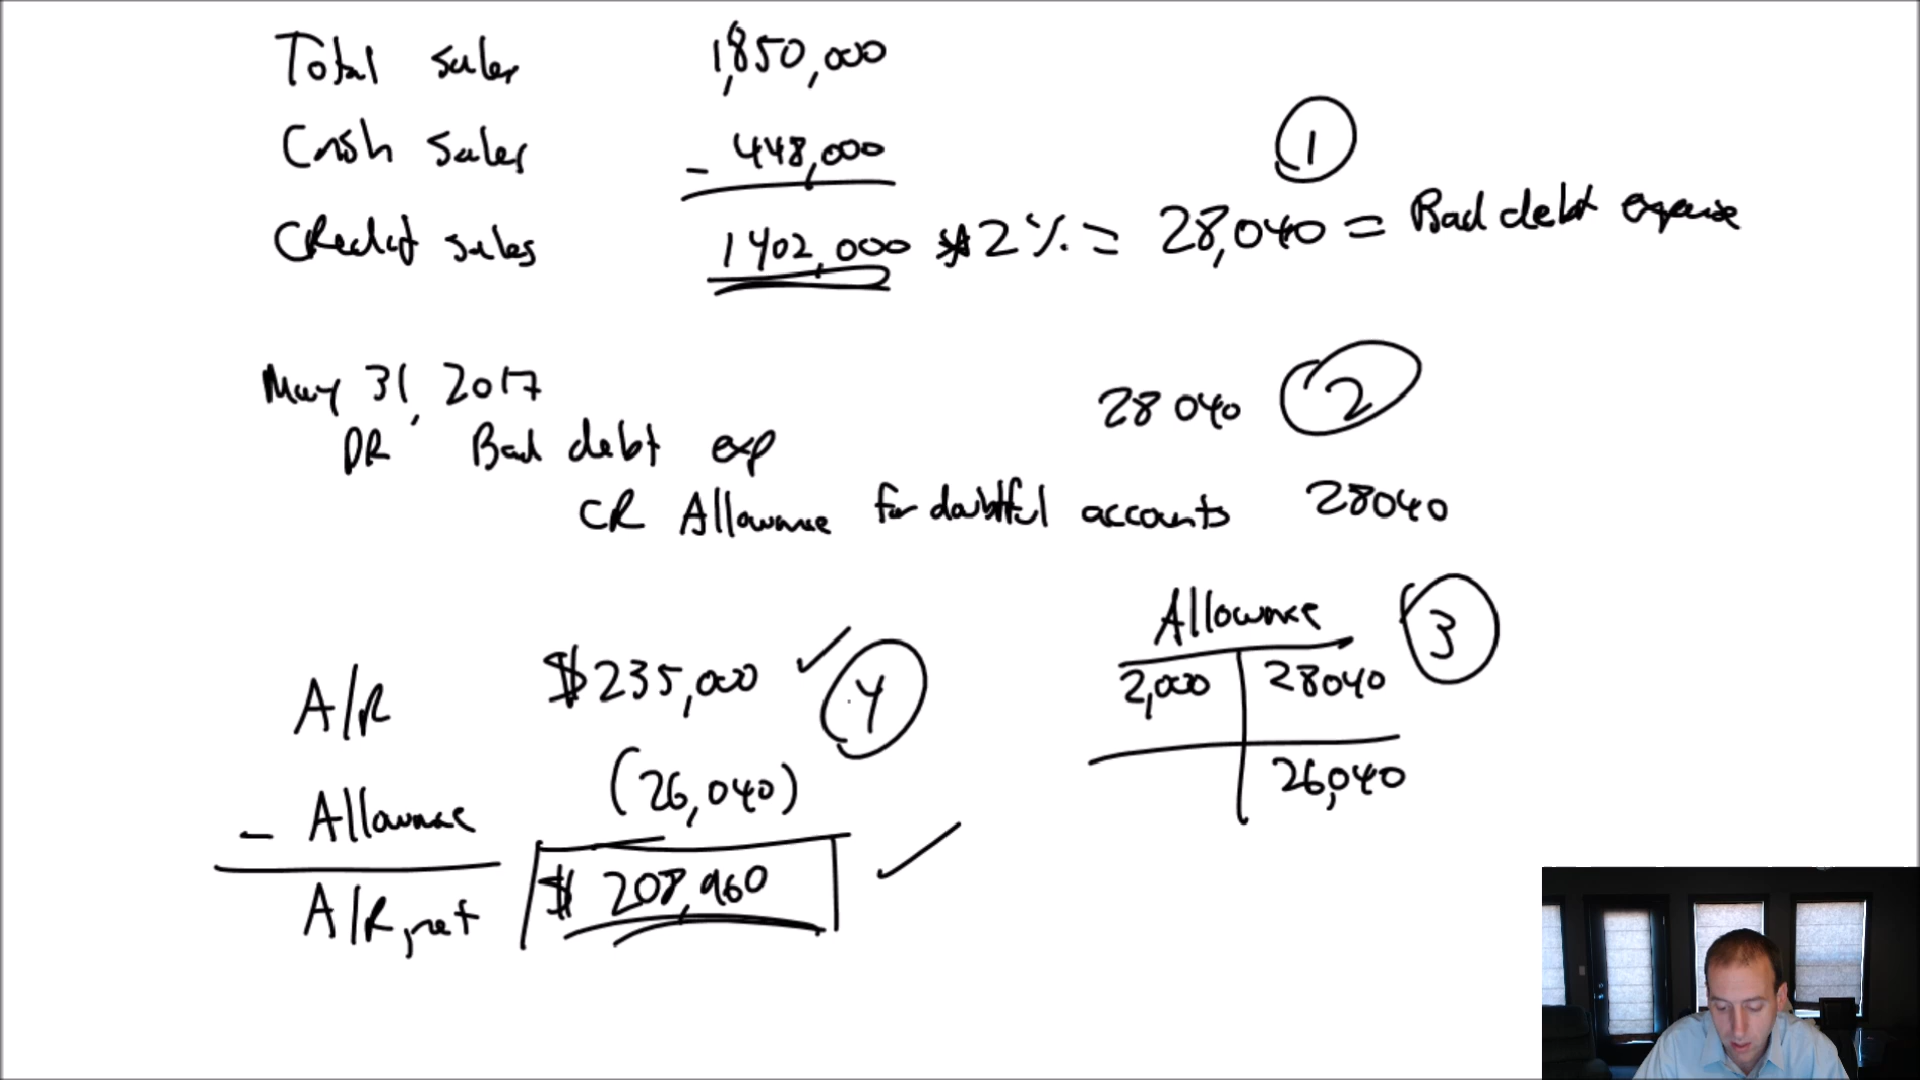 Total sales 1,850,000
Cash sales - 448,000
1
Credit sales 1402,000 * 2% = 28,040 = Bad debt expense
May 31, 2017
28 040 2
DR Bad debt exp
CR Allowance for doubtful accounts 28040
Allowance 3
A/R $235,000 4
2,000 28040
- Allowance (26,040)
26,040
A/R, net $ 208,960